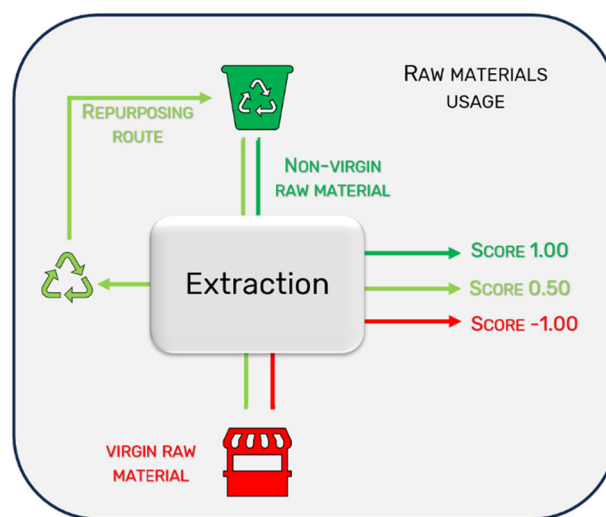 RAW MATERIALS
USAGE
REPURPOSING
ROUTE
NON-VIRGIN
RAW MATERIAL
Extraction
SCORE 1.00
SCORE 0.50
SCORE -1.00
VIRGIN RAW
MATERIAL